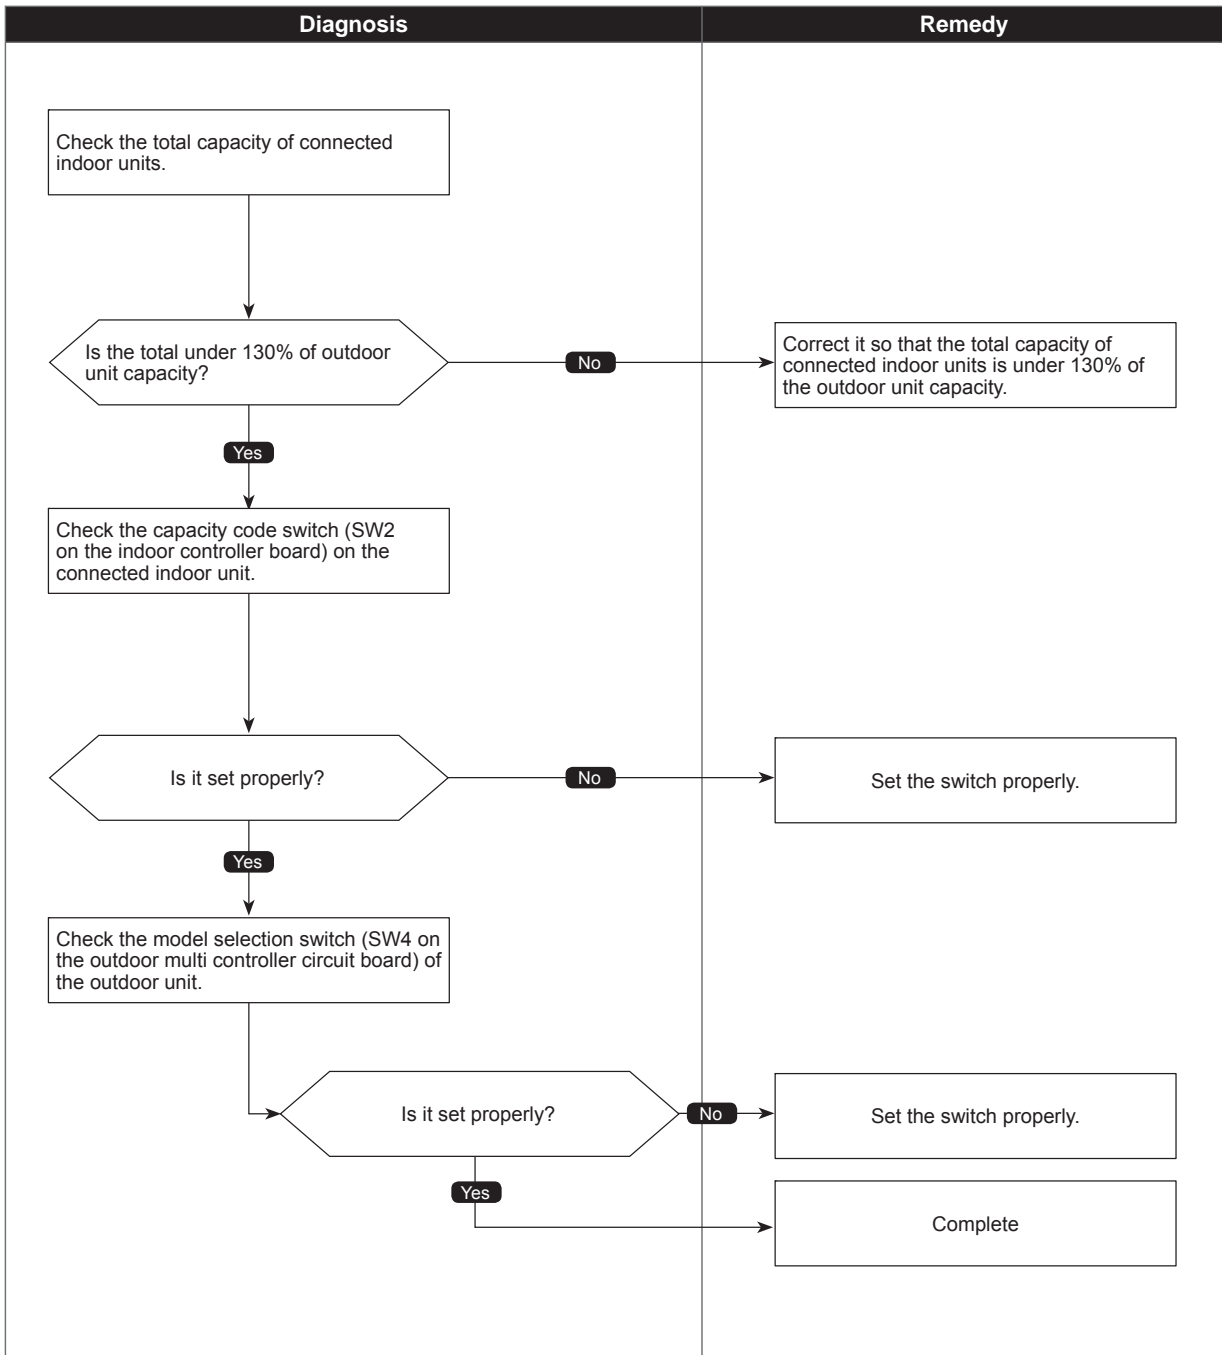 Diagnosis
Remedy
Check the total capacity of connected
indoor units.
Is the total under 130% of outdoor
unit capacity?
No
Correct it so that the total capacity of
connected indoor units is under 130% of
the outdoor unit capacity.
Yes
Check the capacity code switch (SW2
on the indoor controller board) on the
connected indoor unit.
Is it set properly?
No
Set the switch properly.
Yes
Check the model selection switch (SW4 on
the outdoor multi controller circuit board) of
the outdoor unit.
Is it set properly?
No
Set the switch properly.
Yes
Complete